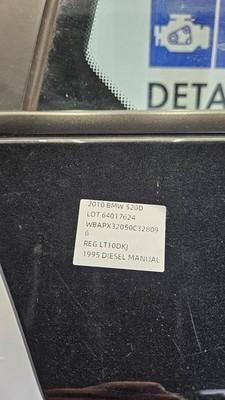 DETA
2010 BMW 520D
LOT 64017624
WBAPX32050C32809
6
REG LT10DKJ
1995 DIESEL MANUAL